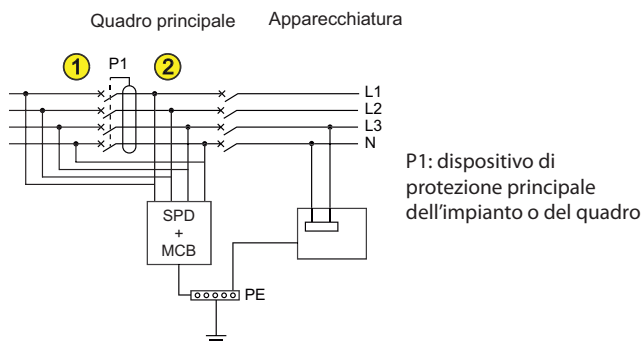 Quadro principale
Apparecchiatura
1
P1
2
L1
L2
L3
N
P1: dispositivo di
protezione principale
dell'impianto o del quadro
SPD
+
MCB
PE